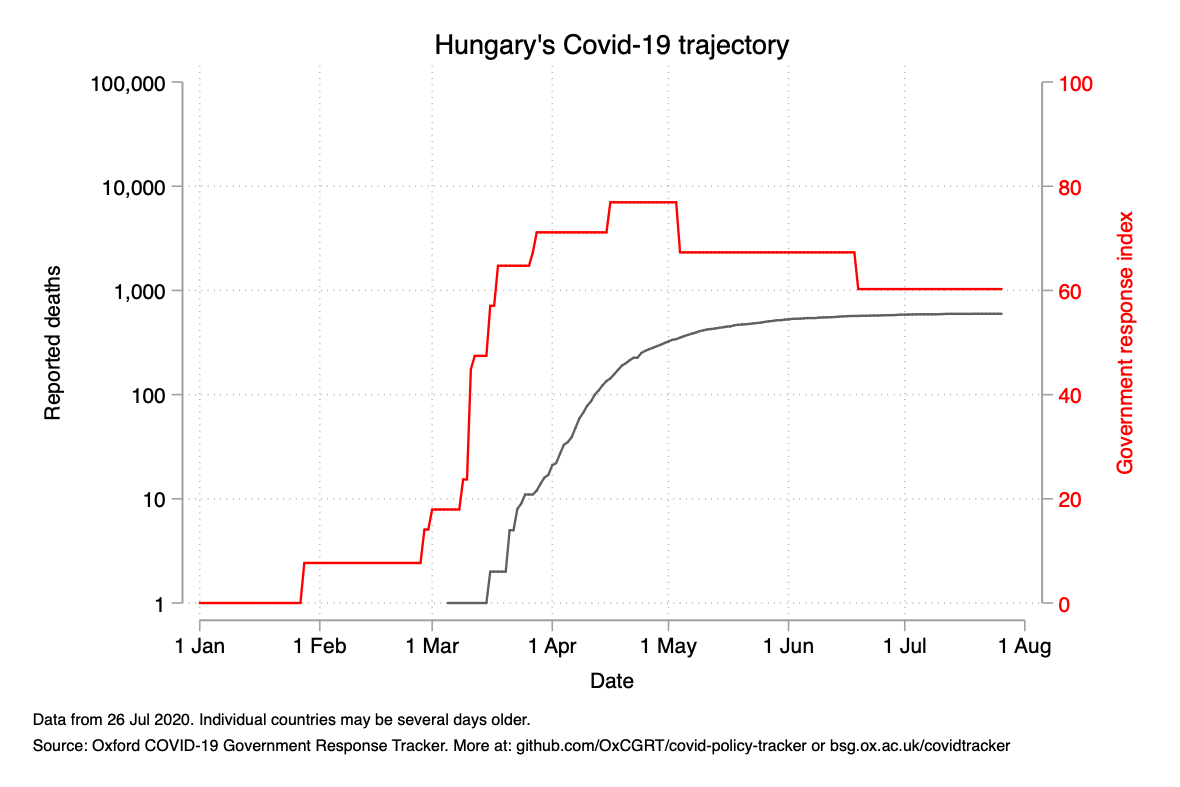 Hungary's Covid-19 trajectory
100,000
10,000
1,000
100
10
1
Reported deaths
100
80
60
40
20
0
Government response index
1 Jan 1 Feb 1 Mar 1 Apr 1 May 1 Jun 1 Jul 1 Aug
Date
Data from 26 Jul 2020. Individual countries may be several days older.
Source: Oxford COVID-19 Government Response Tracker. More at: github.com/OxCGRT/covid-policy-tracker or bsg.ox.ac.uk/covidtracker